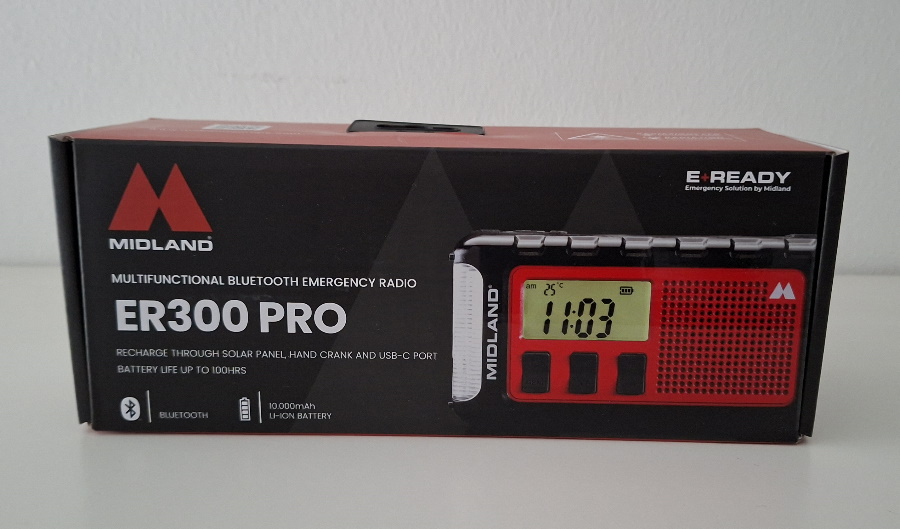 MIDLAND
E+READY
Emergency Solution by Midland
MULTIFUNCTIONAL BLUETOOTH EMERGENCY RADIO
ER300 PRO
RECHARGE THROUGH SOLAR PANEL, HAND CRANK AND USB-C PORT
BATTERY LIFE UP TO 100HRS
BLUETOOTH
10.000mAh
LI-ION BATTERY
MIDLAND®
am 25°C
11:03